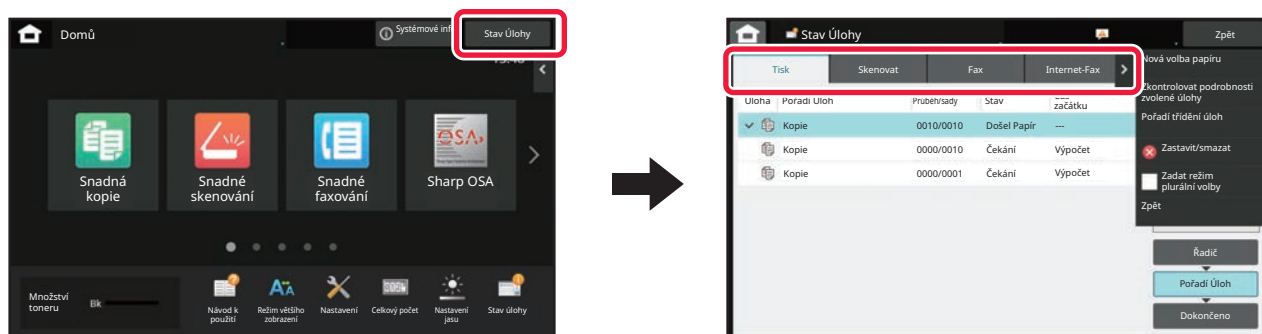 Domů
Systémové inf
Stav Úlohy
Snadná
kopie
Snadné
skenování
Snadné
faxování
Sharp OSA
Množství
toneru
Bk
Návod k
použití
Režim většího
zobrazení
Nastavení
Celkový počet
Nastavení
jasu
Stav úlohy
Stav Úlohy
Zpět
Tisk
Skenovat
Fax
Internet-Fax
Nová volba papíru
Zkontrolovat podrobnosti
zvolené úlohy
Pořadí třídění úloh
Zastavit/smazat
Zadat režim
plurální volby
Zpět
Úloha Pořadí Úloh Průběh/sady Stav
začátku
Kopie 0010/0010 Došel Papír ---
Kopie 0000/0010 Čekání Výpočet
Kopie 0000/0001 Čekání Výpočet
Řadič
Pořadí Úloh
Dokončeno